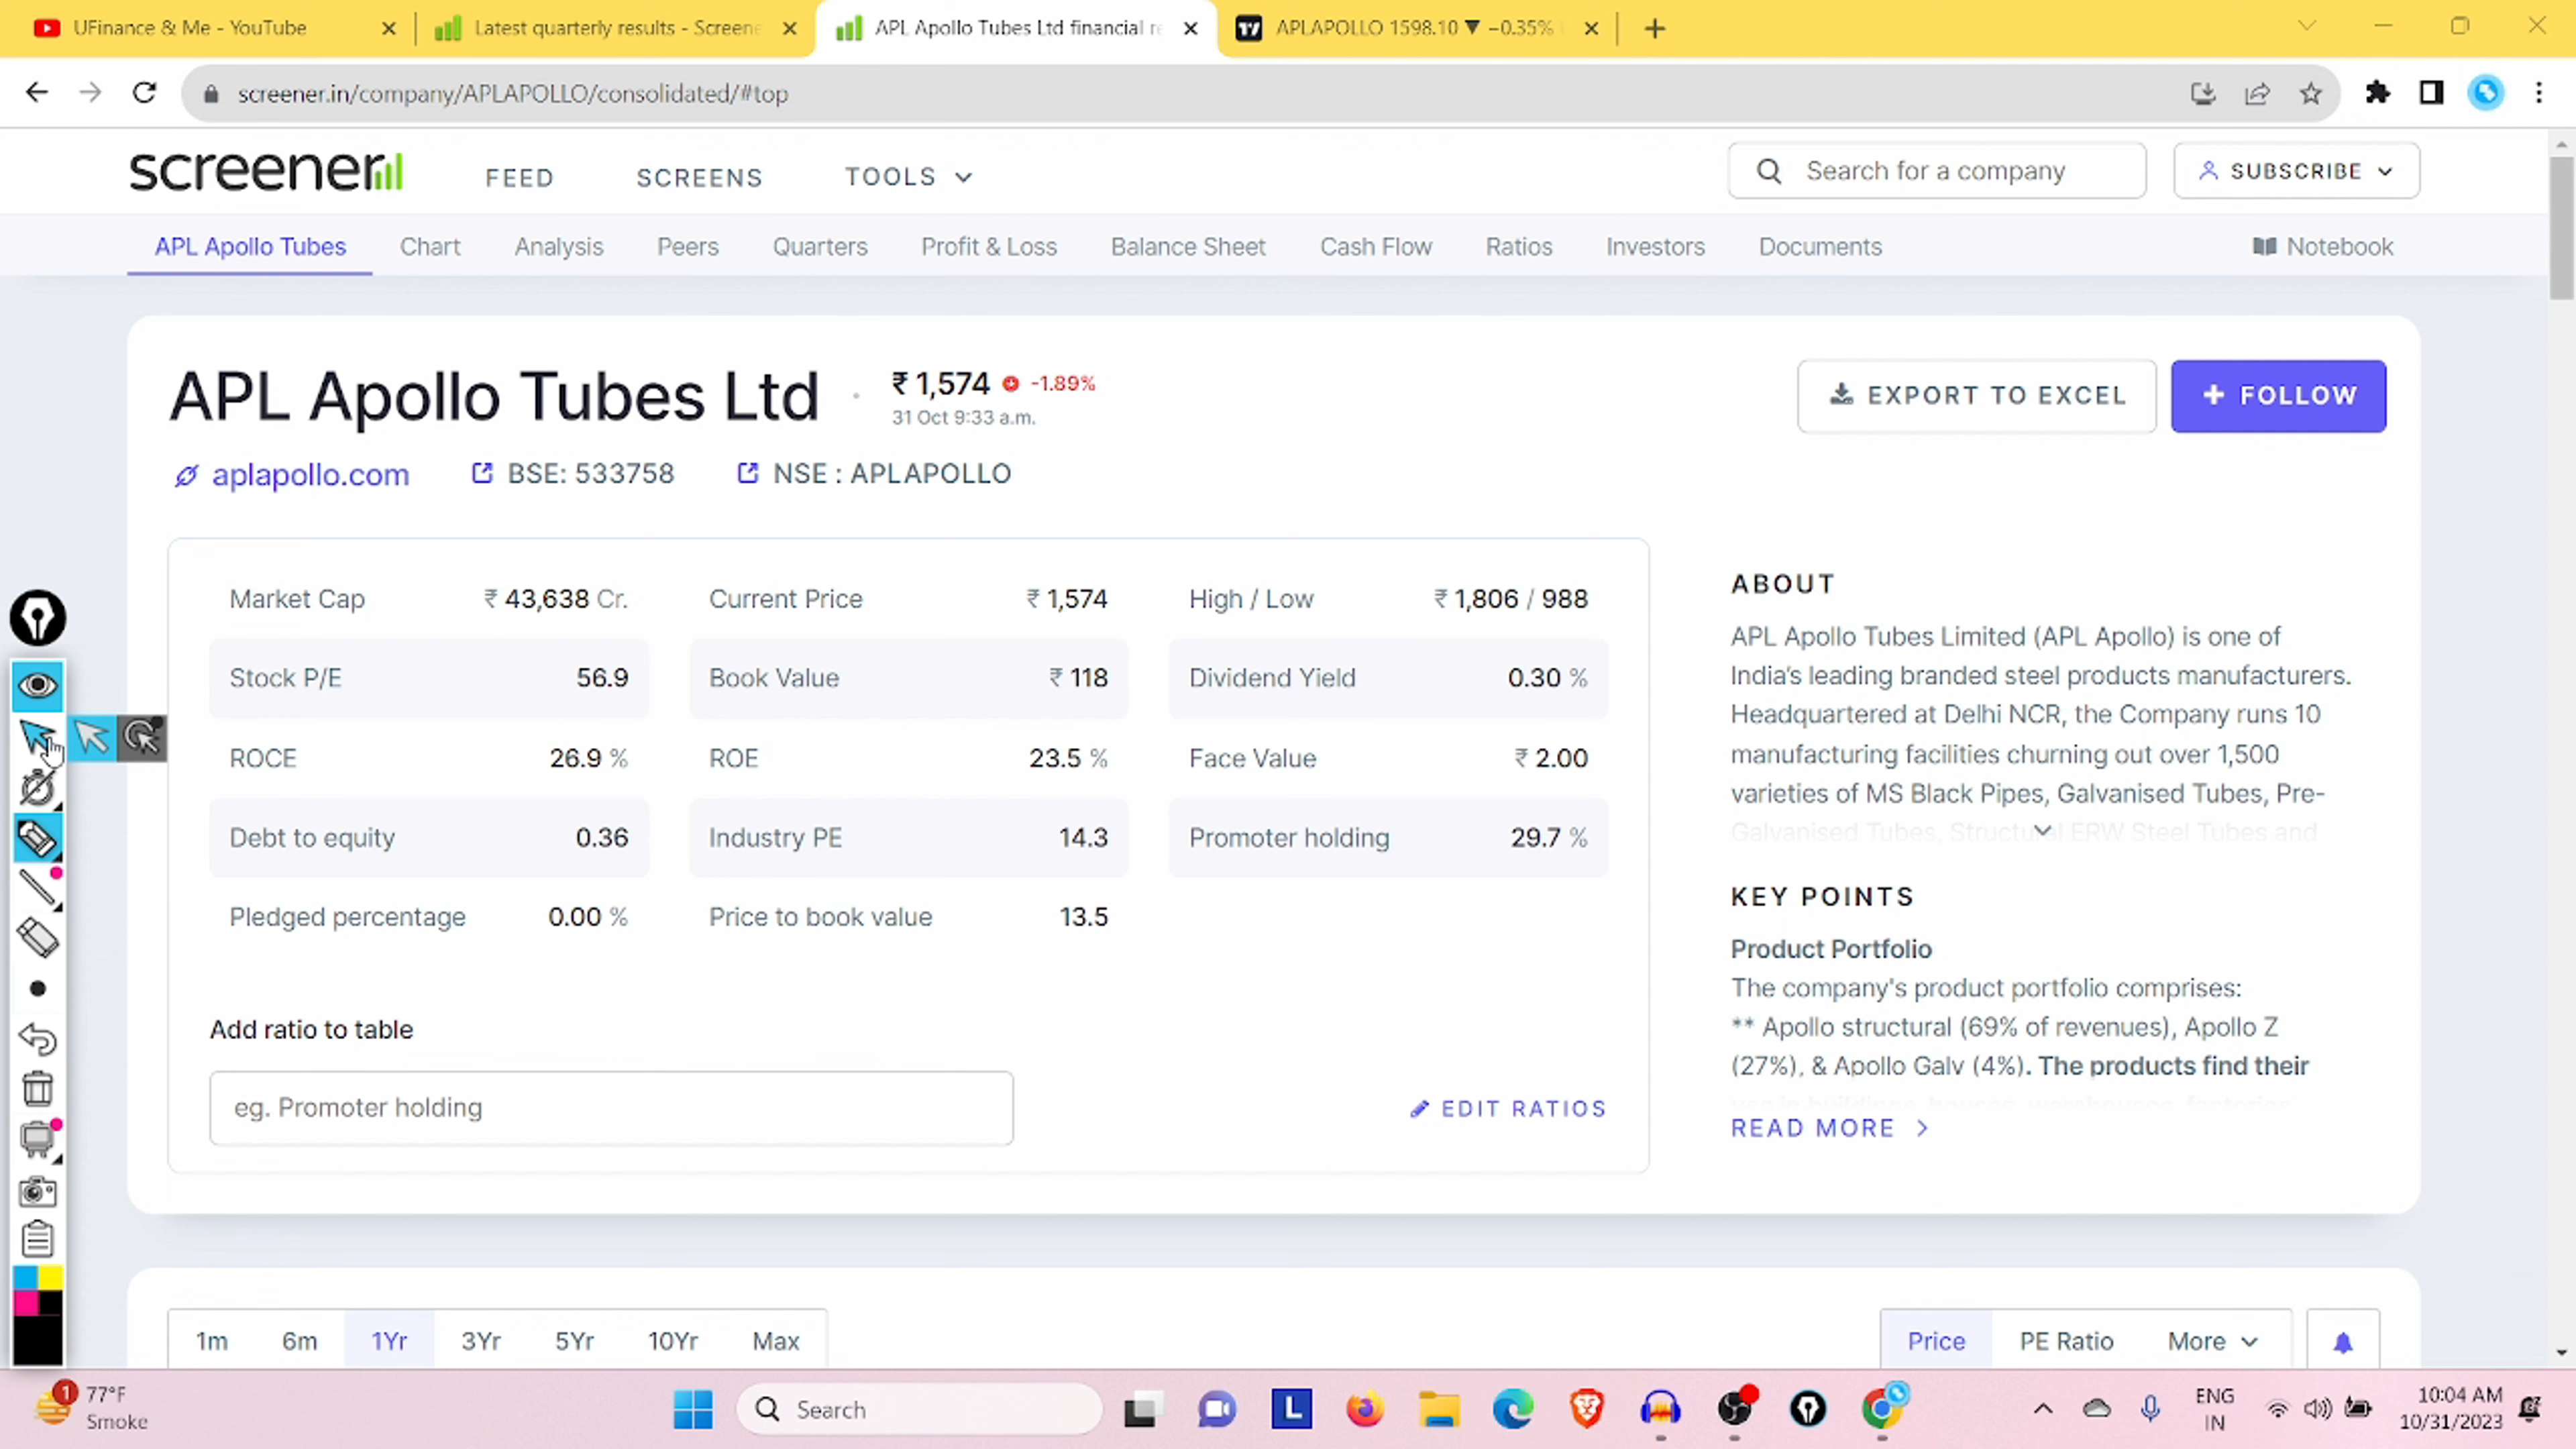 UFinance & Me - YouTube
Latest quarterly results - Screene
APL Apollo Tubes Ltd financial re
APLAPOLLO 1598.10 ▼ −0.35%
screener.in/company/APLAPOLLO/consolidated/#top
screener
FEED
SCREENS
TOOLS
Search for a company
SUBSCRIBE
APL Apollo Tubes
Chart
Analysis
Peers
Quarters
Profit & Loss
Balance Sheet
Cash Flow
Ratios
Investors
Documents
Notebook
APL Apollo Tubes Ltd
₹ 1,574 -1.89%
31 Oct 9:33 a.m.
EXPORT TO EXCEL
+ FOLLOW
aplapollo.com
BSE: 533758
NSE : APLAPOLLO
Market Cap ₹ 43,638 Cr.
Current Price ₹ 1,574
High / Low ₹ 1,806 / 988
Stock P/E 56.9
Book Value ₹ 118
Dividend Yield 0.30 %
ROCE 26.9 %
ROE 23.5 %
Face Value ₹ 2.00
Debt to equity 0.36
Industry PE 14.3
Promoter holding 29.7 %
Pledged percentage 0.00 %
Price to book value 13.5
Add ratio to table
eg. Promoter holding
EDIT RATIOS
ABOUT
APL Apollo Tubes Limited (APL Apollo) is one of
India's leading branded steel products manufacturers.
Headquartered at Delhi NCR, the Company runs 10
manufacturing facilities churning out over 1,500
varieties of MS Black Pipes, Galvanised Tubes, Pre-
Galvanised Tubes, Structural ERW Steel Tubes and
KEY POINTS
Product Portfolio
The company's product portfolio comprises:
** Apollo structural (69% of revenues), Apollo Z
(27%), & Apollo Galv (4%). The products find their
READ MORE
1m
6m
1Yr
3Yr
5Yr
10Yr
Max
Price
PE Ratio
More
1
77°F
Smoke
Search
L
ENG
IN
10:04 AM
10/31/2023